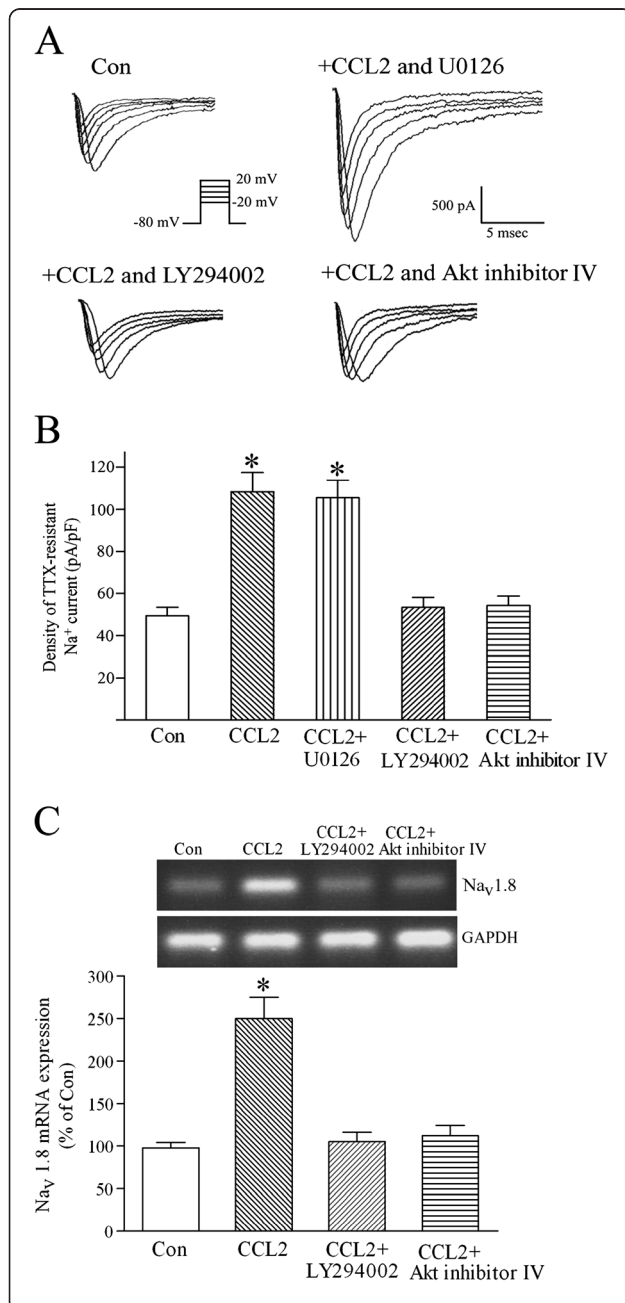 A
Con
+CCL2 and U0126
20 mV
-20 mV
-80 mV
500 pA
5 msec
+CCL2 and LY294002
+CCL2 and Akt inhibitor IV
B
Density of TTX-resistant
Na⁺ current (pA/pF)
120
100
80
60
40
20
*
*
Con
CCL2
CCL2+
U0126
CCL2+
LY294002
CCL2+
Akt inhibitor IV
C
Con
CCL2
CCL2+
LY294002
CCL2+
Akt inhibitor IV
NaV1.8
GAPDH
NaV 1.8 mRNA expression
(% of Con)
300
250
200
150
100
50
0
*
Con
CCL2
CCL2+
LY294002
CCL2+
Akt inhibitor IV